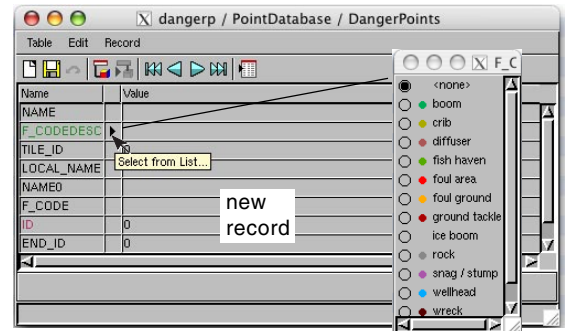 dangerp / PointDatabase / DangerPoints
Table Edit Record
Name Value
NAME
F_CODEDESC
TILE_ID 0
Select from List...
LOCAL_NAME
NAME0
F_CODE
ID 0
END_ID 0
new
record
F_C
<none>
boom
crib
diffuser
fish haven
foul area
foul ground
ground tackle
ice boom
rock
snag / stump
wellhead
wreck